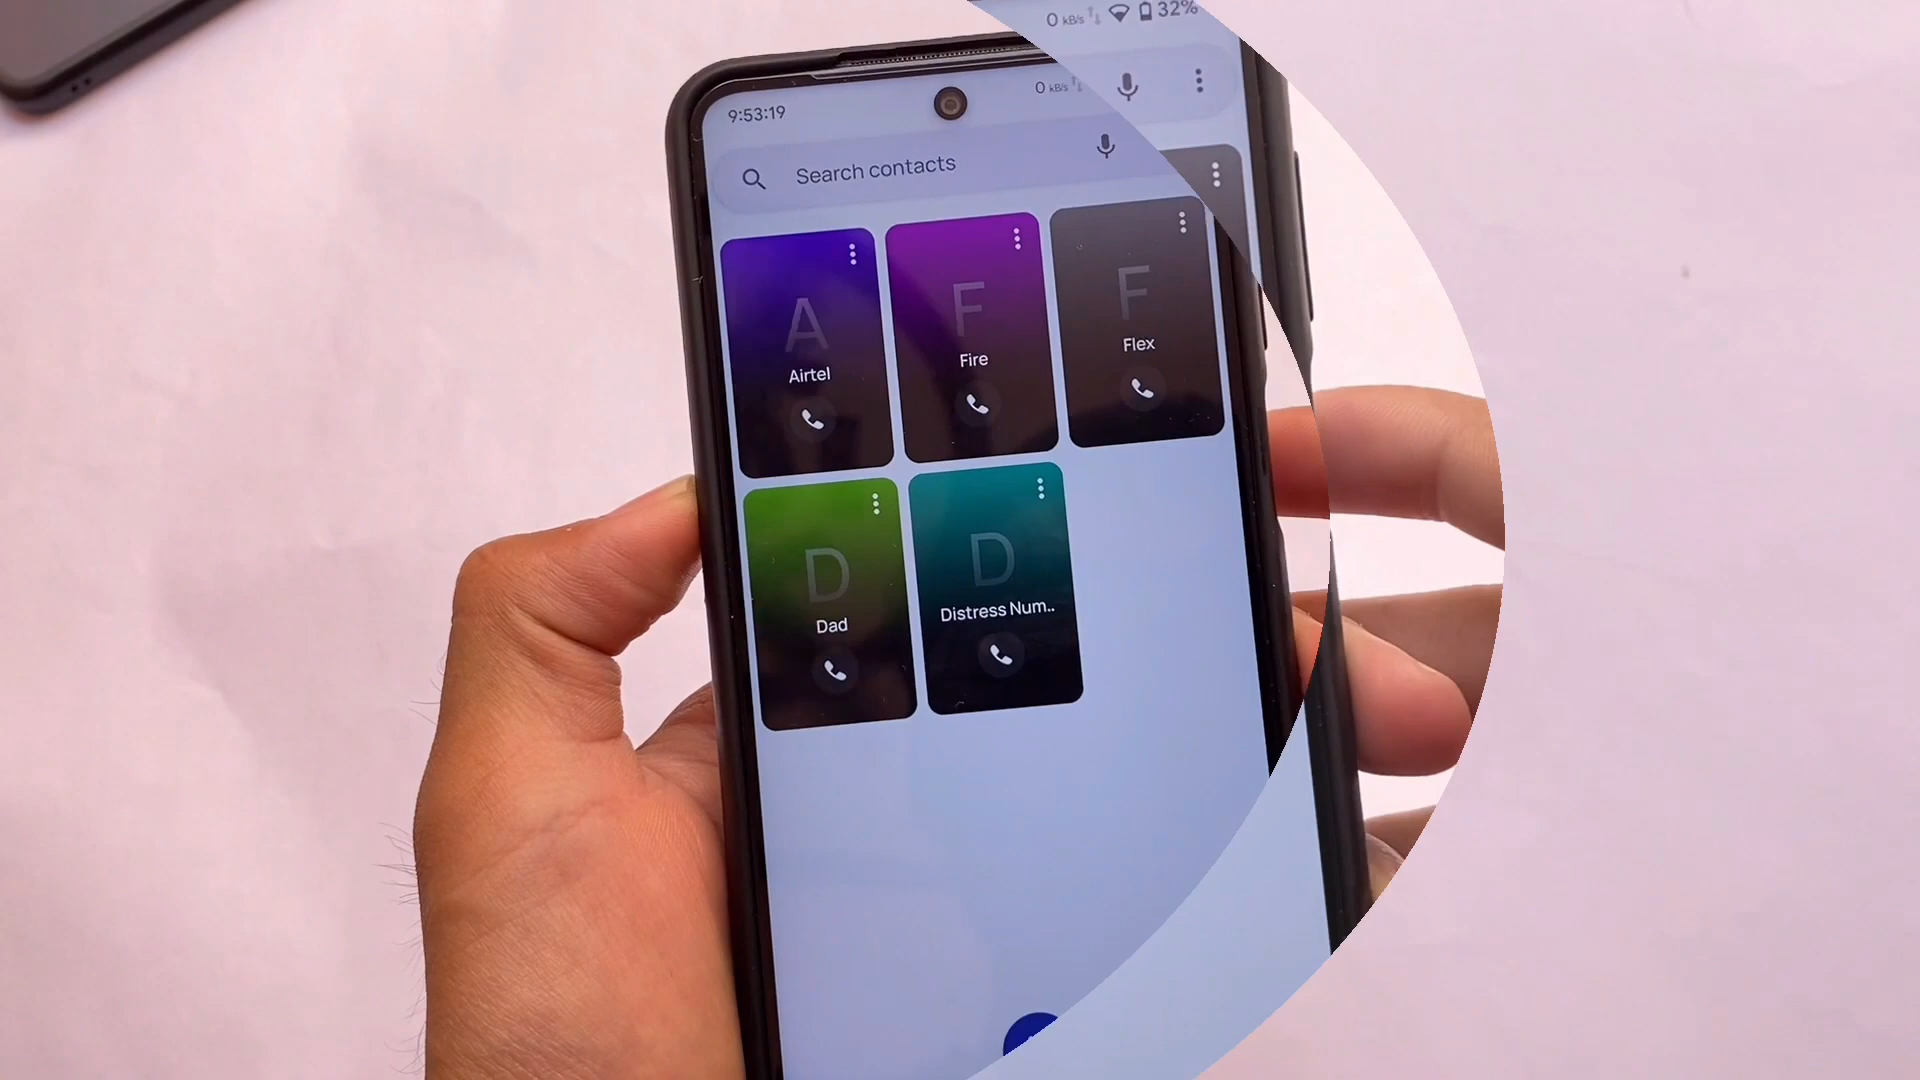 0 kB/s 32%
9:53:19 0 kB/s
Search contacts
A F F
Airtel Fire Flex
D D
Dad Distress Num..